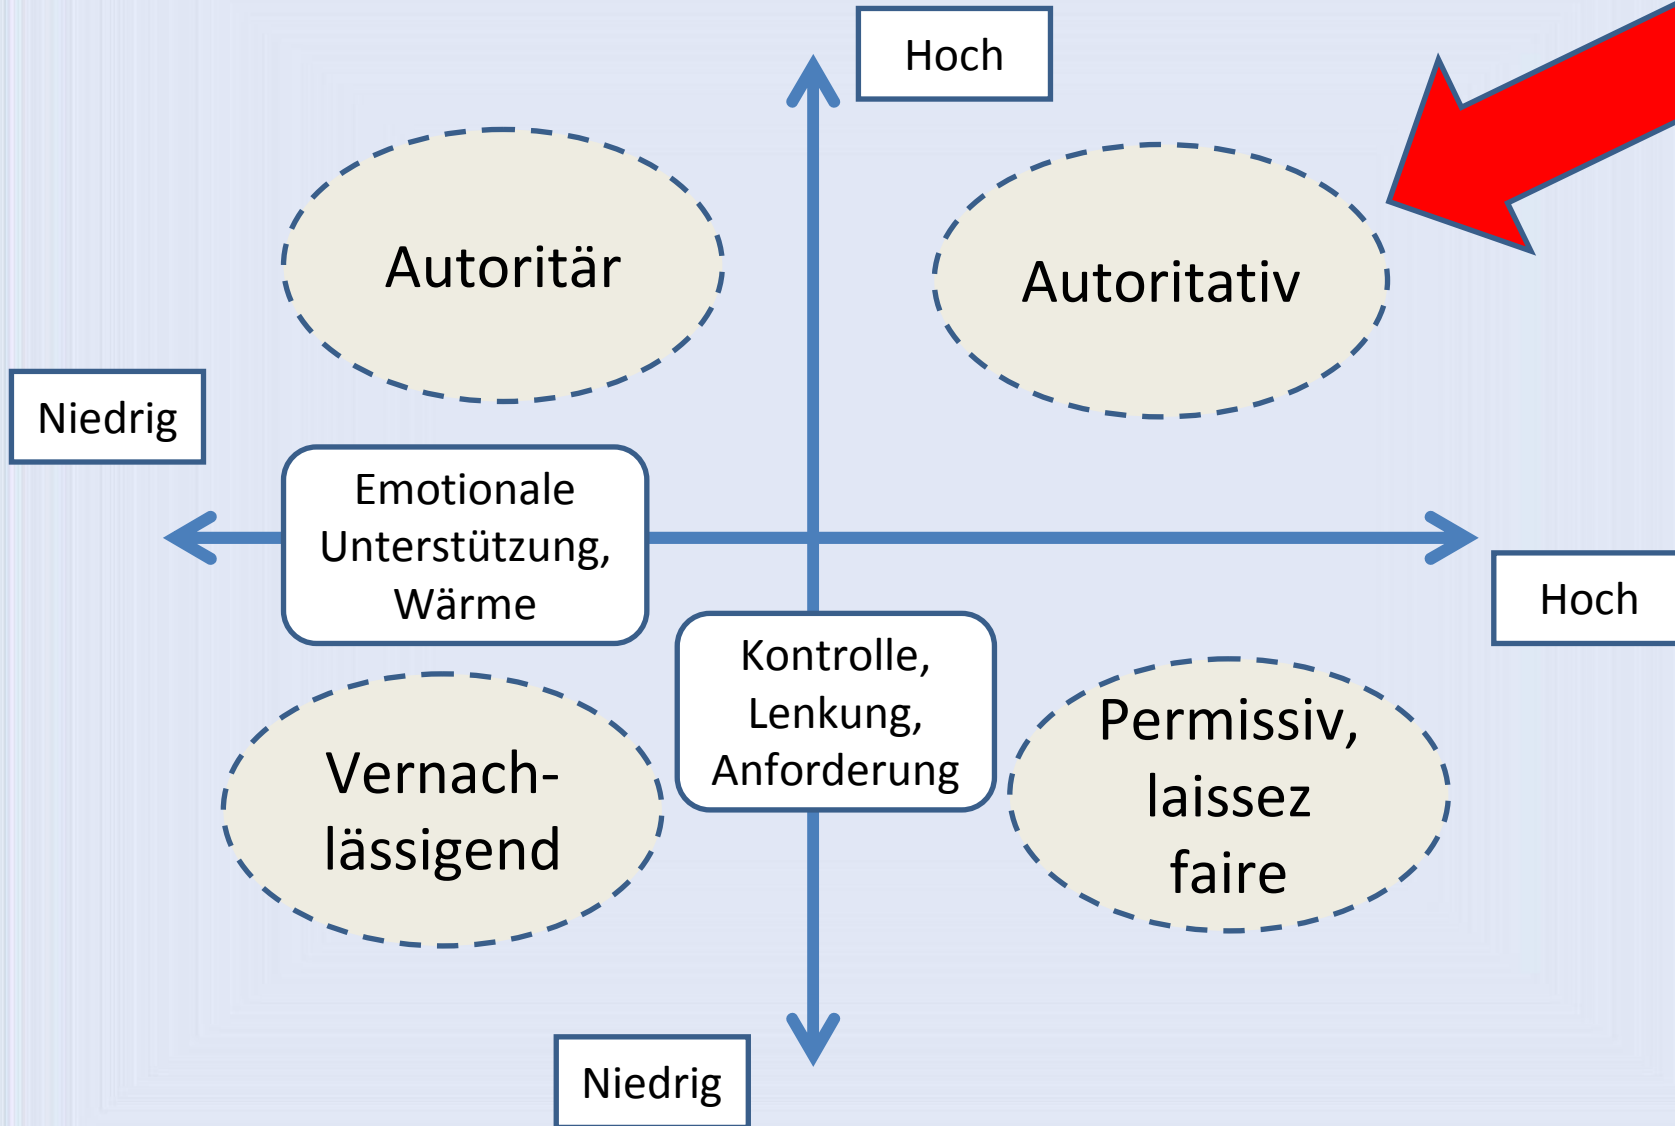 Hoch
Autoritär
Autoritativ
Niedrig
Emotionale
Unterstützung,
Wärme
Hoch
Kontrolle,
Lenkung,
Anforderung
Vernach-
lässigend
Permissiv,
laissez
faire
Niedrig